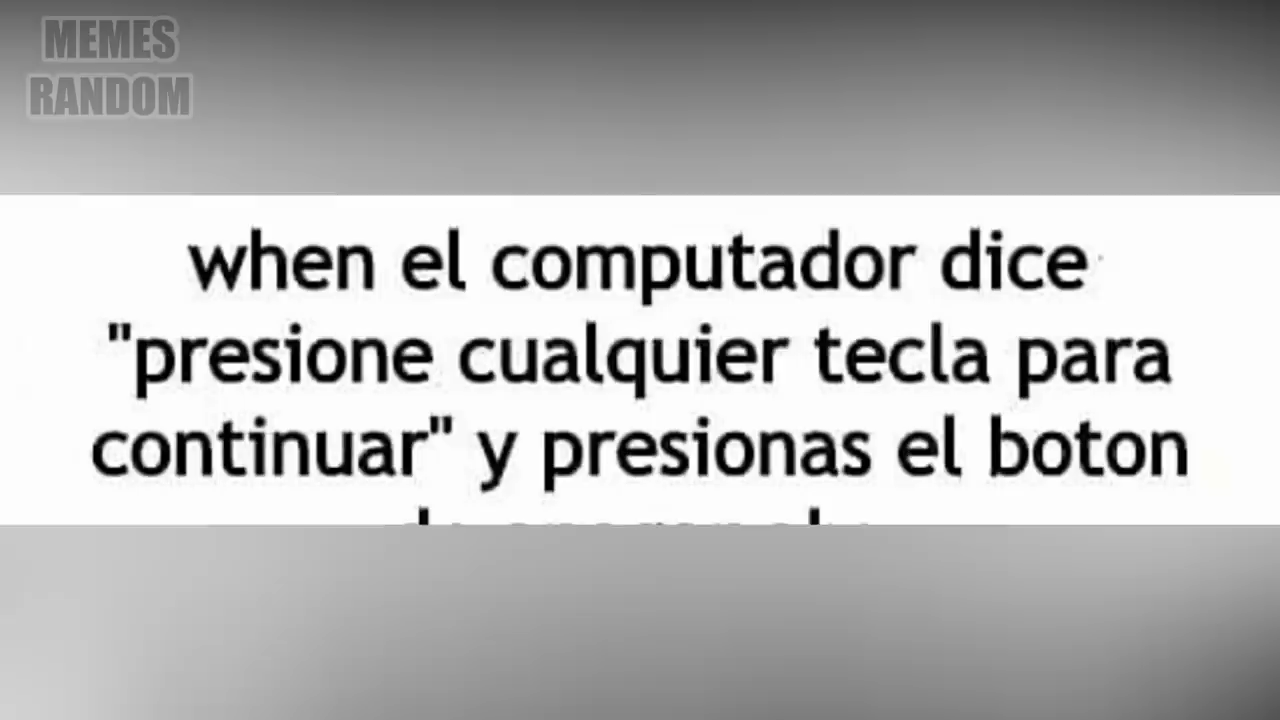 MEMES
RANDOM
when el computador dice
"presione cualquier tecla para
continuar" y presionas el boton